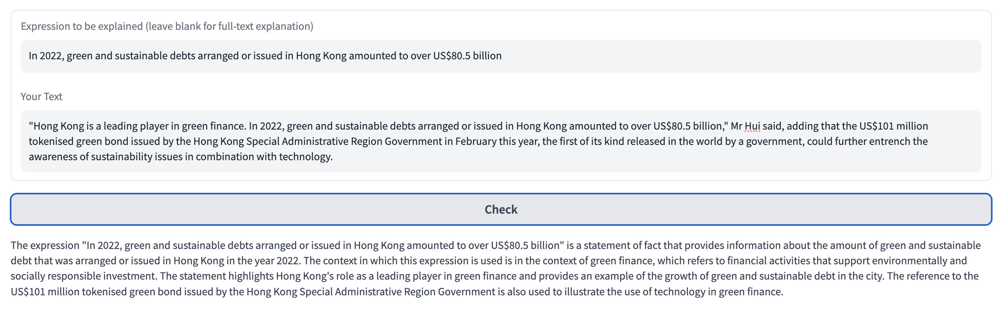 Expression to be explained (leave blank for full-text explanation)
In 2022, green and sustainable debts arranged or issued in Hong Kong amounted to over US$80.5 billion
Your Text
"Hong Kong is a leading player in green finance. In 2022, green and sustainable debts arranged or issued in Hong Kong amounted to over US$80.5 billion," Mr Hui said, adding that the US$101 million
tokenised green bond issued by the Hong Kong Special Administrative Region Government in February this year, the first of its kind released in the world by a government, could further entrench the
awareness of sustainability issues in combination with technology.
Check
The expression "In 2022, green and sustainable debts arranged or issued in Hong Kong amounted to over US$80.5 billion" is a statement of fact that provides information about the amount of green and sustainable
debt that was arranged or issued in Hong Kong in the year 2022. The context in which this expression is used is in the context of green finance, which refers to financial activities that support environmentally and
socially responsible investment. The statement highlights Hong Kong's role as a leading player in green finance and provides an example of the growth of green and sustainable debt in the city. The reference to the
US$101 million tokenised green bond issued by the Hong Kong Special Administrative Region Government is also used to illustrate the use of technology in green finance.